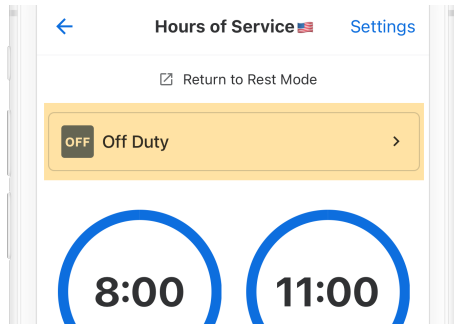 Hours of Service🇺🇸 Settings
Return to Rest Mode
OFF Off Duty
8:00 11:00